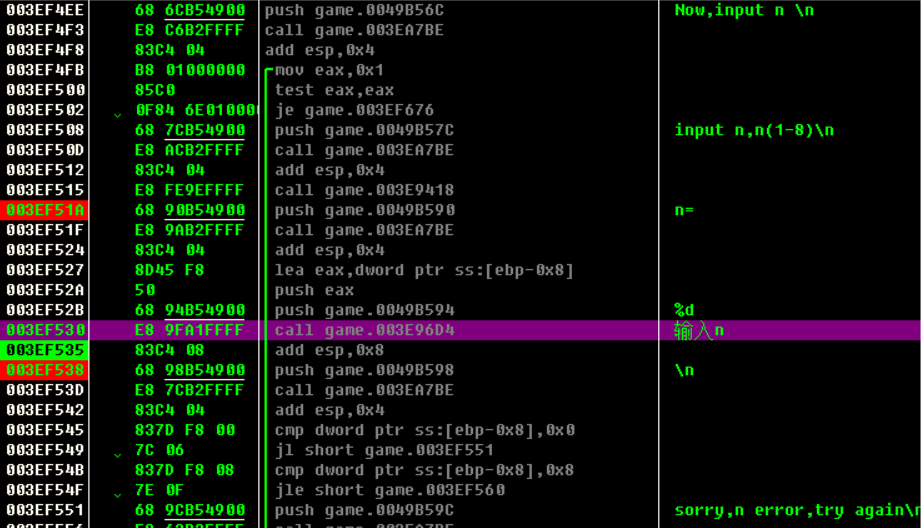 003EF4EE 68 6CB54900 push game.0049B56C Now,input n \n
003EF4F3 E8 C6B2FFFF call game.003EA7BE
003EF4F8 83C4 04 add esp,0x4
003EF4FB B8 01000000 mov eax,0x1
003EF500 85C0 test eax,eax
003EF502 0F84 6E010000 je game.003EF676
003EF508 68 7CB54900 push game.0049B57C input n,n(1-8)\n
003EF50D E8 ACB2FFFF call game.003EA7BE
003EF512 83C4 04 add esp,0x4
003EF515 E8 FE9EFFFF call game.003E9418
003EF51A 68 90B54900 push game.0049B590 n=
003EF51F E8 9AB2FFFF call game.003EA7BE
003EF524 83C4 04 add esp,0x4
003EF527 8D45 F8 lea eax,dword ptr ss:[ebp-0x8]
003EF52A 50 push eax
003EF52B 68 94B54900 push game.0049B594 %d
003EF530 E8 9FA1FFFF call game.003E96D4 输入n
003EF535 83C4 08 add esp,0x8
003EF538 68 98B54900 push game.0049B598 \n
003EF53D E8 7CB2FFFF call game.003EA7BE
003EF542 83C4 04 add esp,0x4
003EF545 837D F8 00 cmp dword ptr ss:[ebp-0x8],0x0
003EF549 7C 06 jl short game.003EF551
003EF54B 837D F8 08 cmp dword ptr ss:[ebp-0x8],0x8
003EF54F 7E 0F jle short game.003EF560
003EF551 68 9CB54900 push game.0049B59C sorry,n error,try again\n